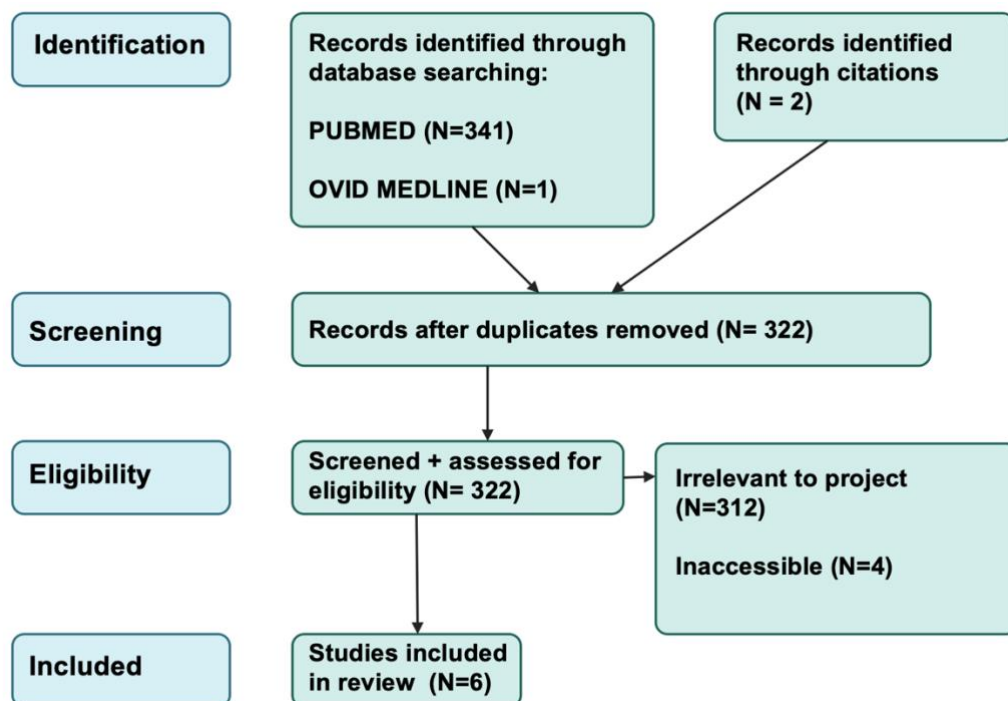 Identification
Records identified through
database searching:
PUBMED (N=341)
OVID MEDLINE (N=1)
Records identified
through citations
(N = 2)
Screening
Records after duplicates removed (N= 322)
Eligibility
Screened + assessed for
eligibility (N= 322)
Irrelevant to project
(N=312)
Inaccessible (N=4)
Included
Studies included
in review (N=6)